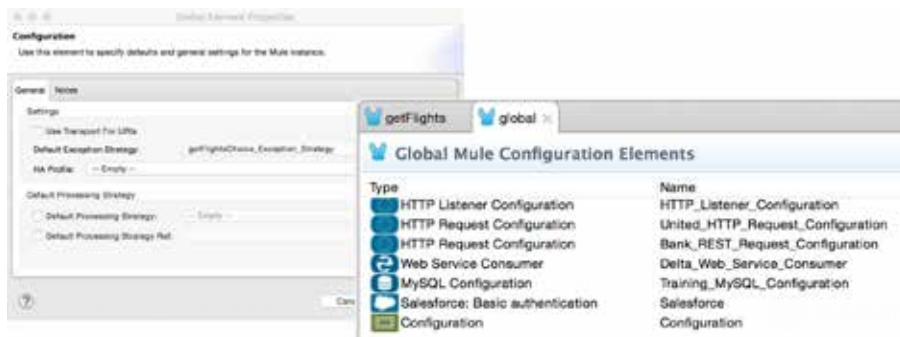 Global Element Properties
Configuration
Use this element to specify defaults and general settings for the Mule instance.
General Notes
Settings
Use Transport For URIs
Default Exception Strategy: getFlightsChoice_Exception_Strategy
HA Profile: -- Empty --
Default Processing Strategy
Default Processing Strategy: -- Empty --
Default Processing Strategy Ref:
?
getFlights global
Global Mule Configuration Elements
Type Name
HTTP Listener Configuration HTTP_Listener_Configuration
HTTP Request Configuration United_HTTP_Request_Configuration
HTTP Request Configuration Bank_REST_Request_Configuration
Web Service Consumer Delta_Web_Service_Consumer
MySQL Configuration Training_MySQL_Configuration
Salesforce: Basic authentication Salesforce
Configuration Configuration